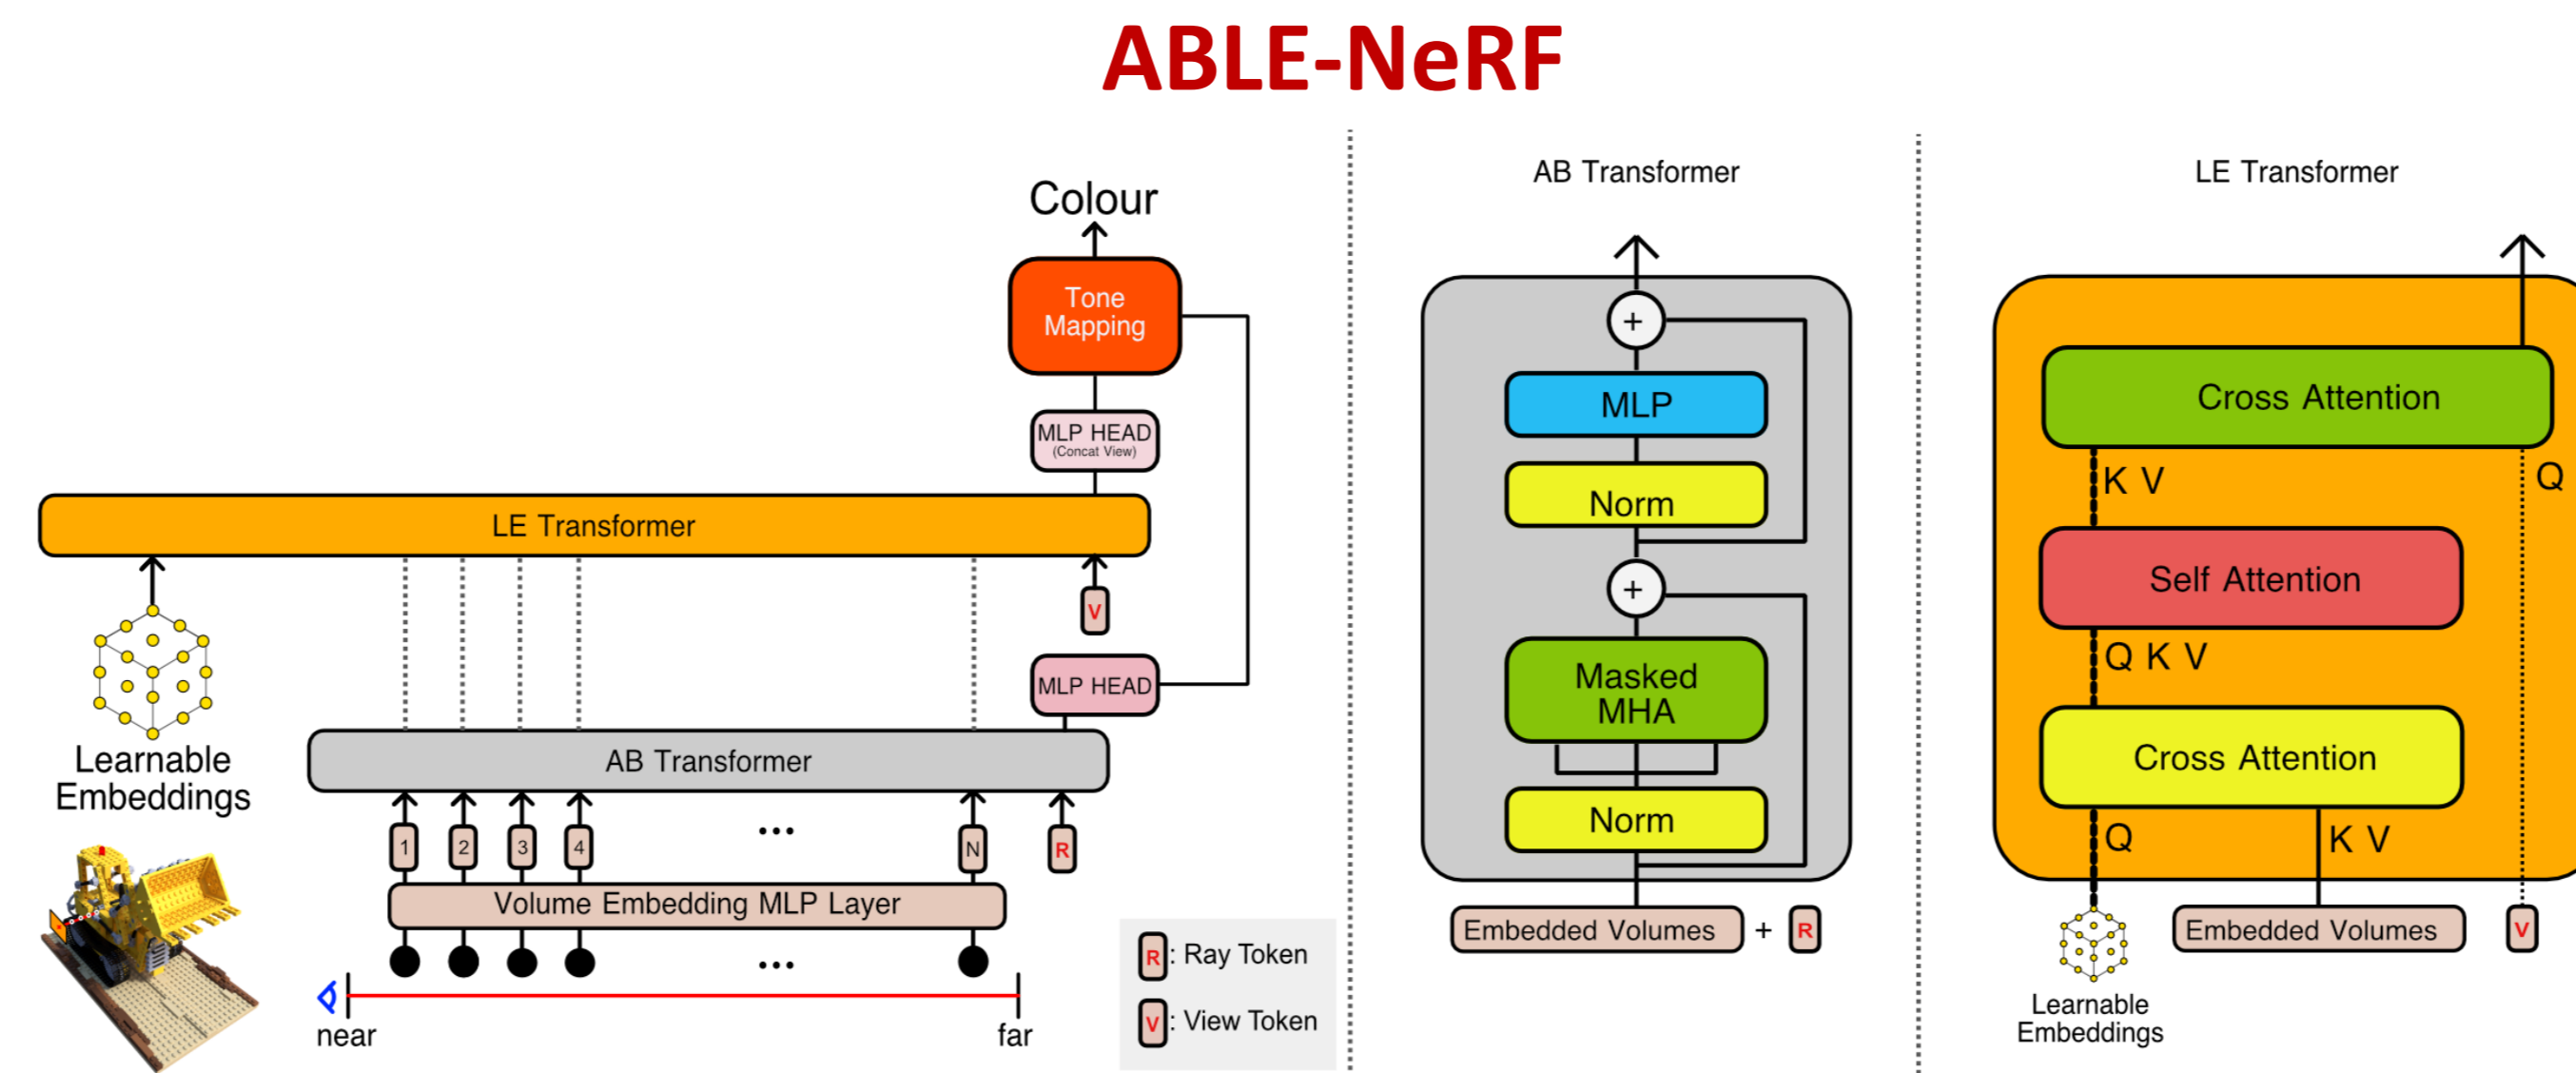 ABLE-NeRF
Colour
Tone
Mapping
MLP HEAD
(Concat View)
LE Transformer
V
MLP HEAD
Learnable
Embeddings
AB Transformer
1
2
3
4
...
N
R
Volume Embedding MLP Layer
...
near
far
R : Ray Token
V : View Token
AB Transformer
+
MLP
Norm
+
Masked
MHA
Norm
Embedded Volumes + R
LE Transformer
Cross Attention
K V
Q
Self Attention
Q K V
Cross Attention
Q
K V
Embedded Volumes
V
Learnable
Embeddings